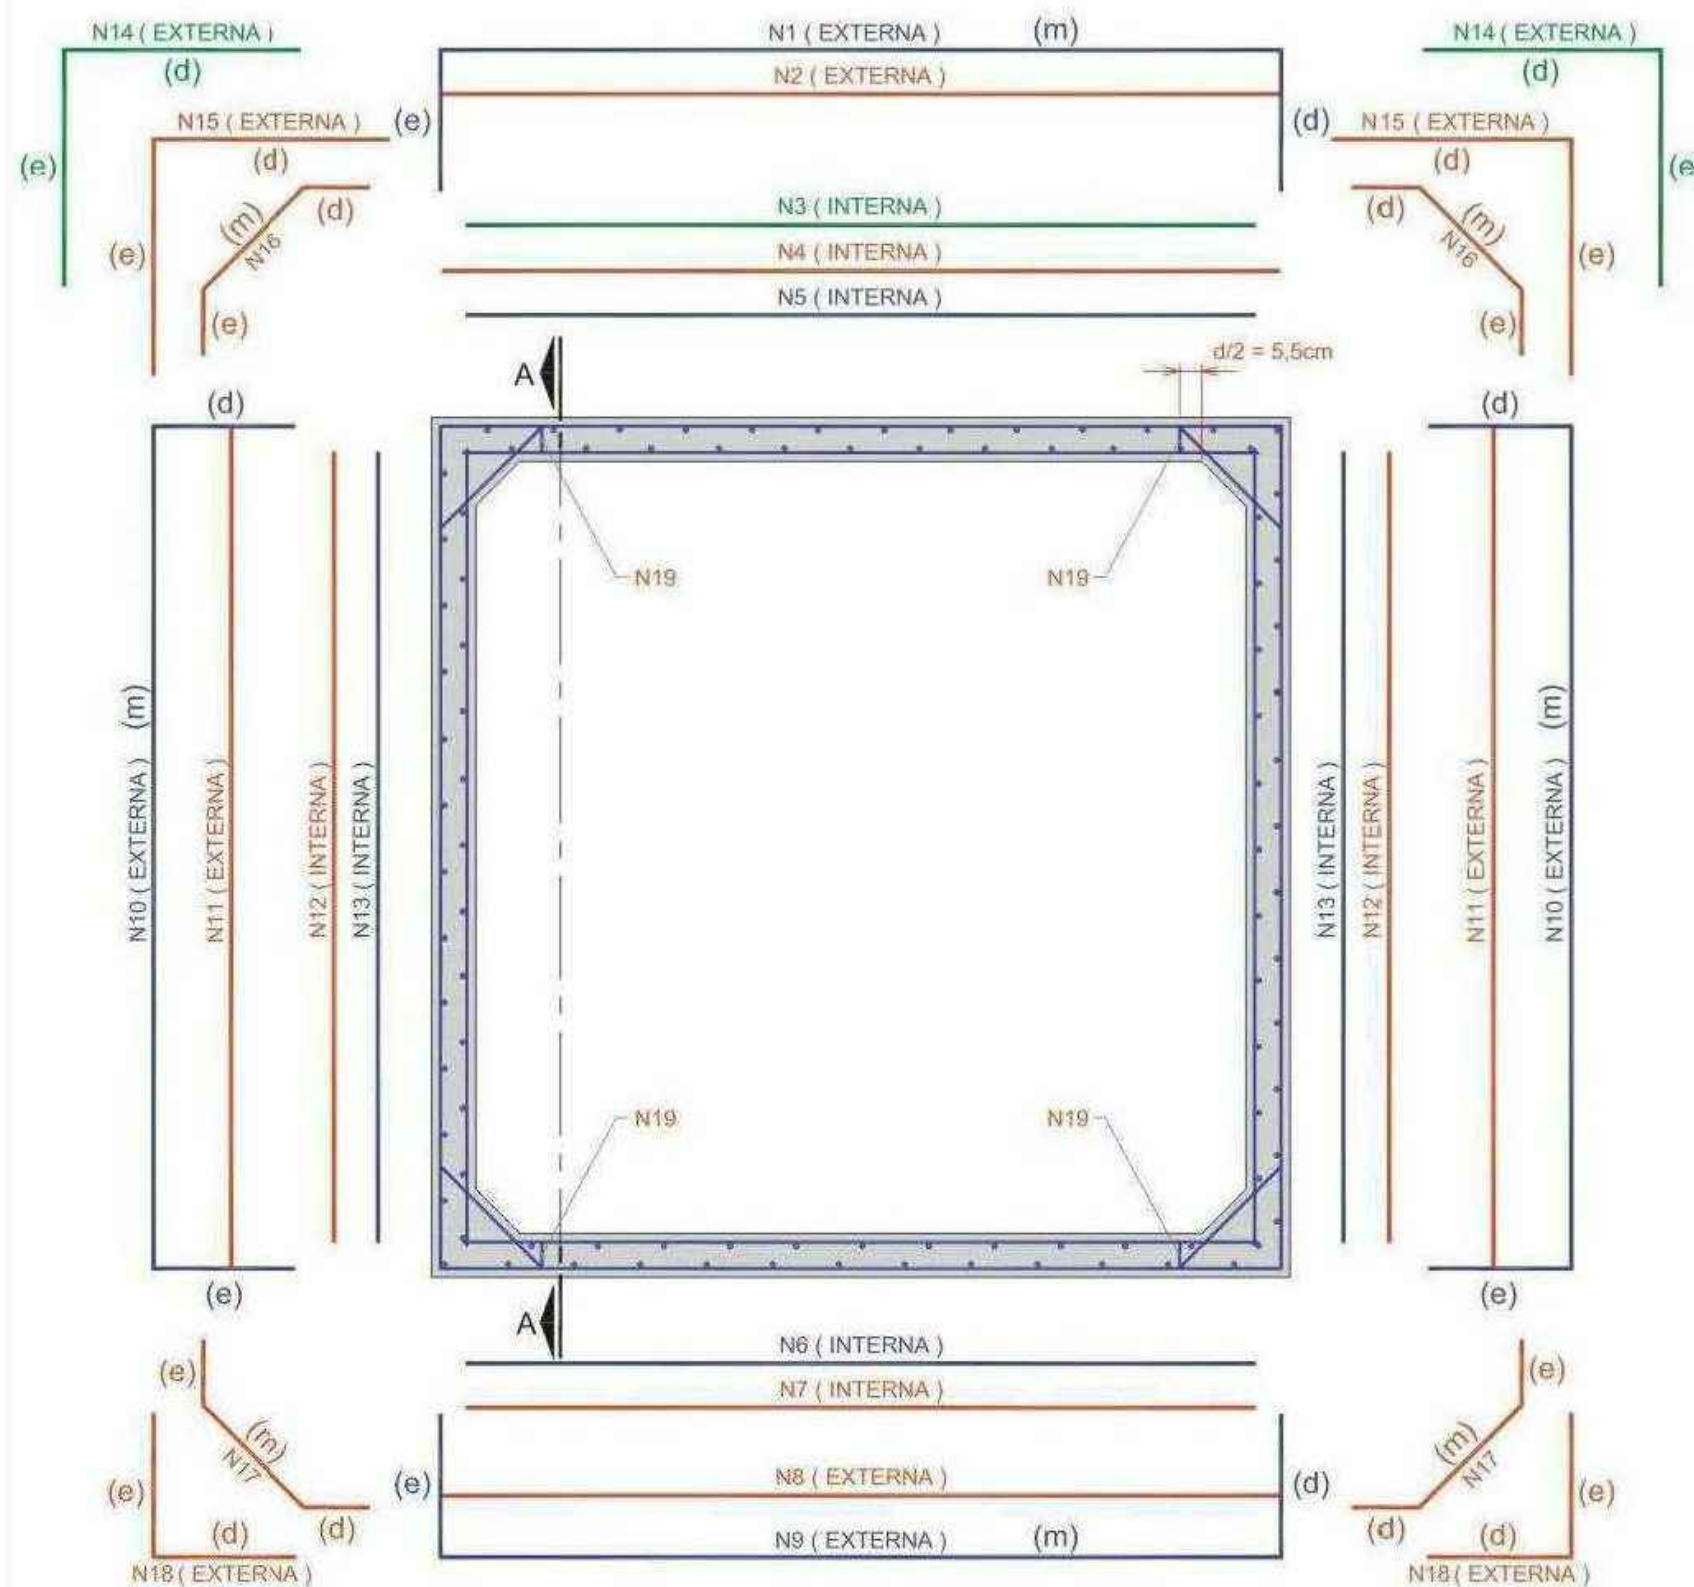 N14 ( EXTERNA )
(d)
(e)
N1 ( EXTERNA ) (m)
N2 ( EXTERNA )
(e)
(d)
N14 ( EXTERNA )
(d)
(e
N15 ( EXTERNA )
(d)
(e)
(m)
N16
(d)
(e)
N3 ( INTERNA )
N4 ( INTERNA )
N5 ( INTERNA )
N15 ( EXTERNA )
(d)
(e)
(d)
(m)
N16
(e)
d/2 = 5,5cm
A
(d)
N10 ( EXTERNA ) (m)
N11 ( EXTERNA )
N12 ( INTERNA )
N13 ( INTERNA )
(e)
N19
N19
N19
N19
(d)
N13 ( INTERNA )
N12 ( INTERNA )
N11 ( EXTERNA )
N10 ( EXTERNA ) (m)
(e)
A
N6 ( INTERNA )
N7 ( INTERNA )
(e)
N8 ( EXTERNA )
(d)
N9 ( EXTERNA ) (m)
(e)
(m)
N17
(d)
(e)
(d)
N18 ( EXTERNA )
(e)
(m)
N17
(d)
(e)
(d)
N18 ( EXTERNA )